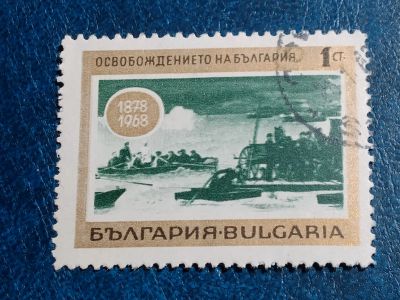 ОСВОБОЖДЕНИЕТО НА БЪЛГАРИЯ 1 СТ.
1878
1968
БЪЛГАРИЯ·BULGARIA